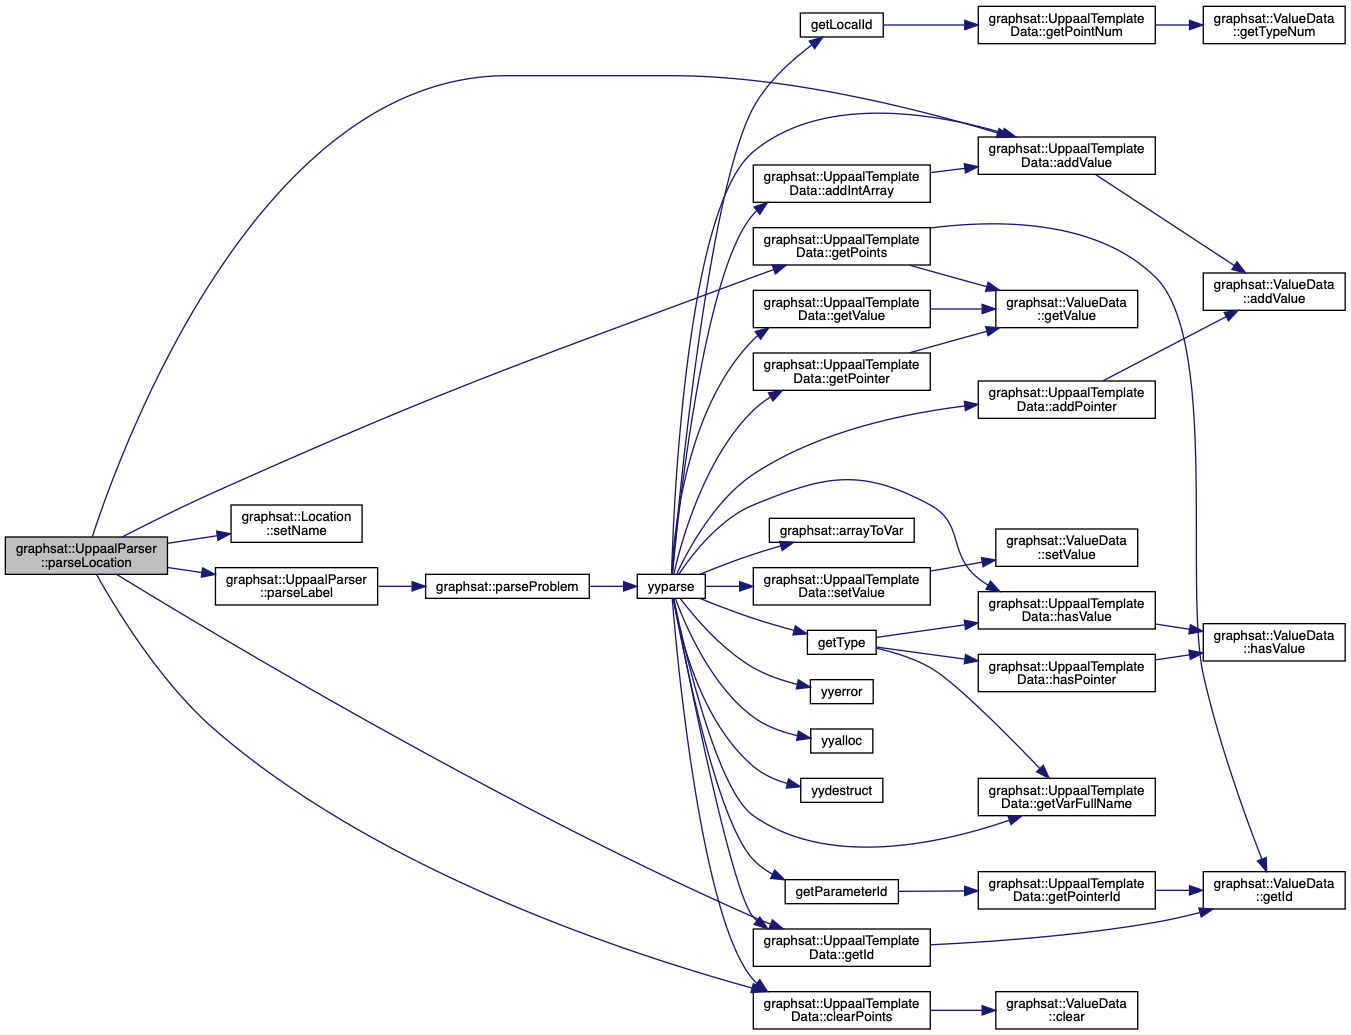 getLocalId
graphsat::UppaalTemplate
Data::getPointNum
graphsat::ValueData
::getTypeNum
graphsat::UppaalTemplate
Data::addValue
graphsat::UppaalTemplate
Data::addIntArray
graphsat::UppaalTemplate
Data::getPoints
graphsat::ValueData
::addValue
graphsat::UppaalTemplate
Data::getValue
graphsat::ValueData
::getValue
graphsat::UppaalTemplate
Data::getPointer
graphsat::UppaalTemplate
Data::addPointer
graphsat::Location
::setName
graphsat::arrayToVar
graphsat::UppaalParser
::parseLocation
graphsat::ValueData
::setValue
graphsat::UppaalParser
::parseLabel
graphsat::parseProblem
yyparse
graphsat::UppaalTemplate
Data::setValue
graphsat::UppaalTemplate
Data::hasValue
getType
graphsat::ValueData
::hasValue
graphsat::UppaalTemplate
Data::hasPointer
yyerror
yyalloc
yydestruct
graphsat::UppaalTemplate
Data::getVarFullName
getParameterId
graphsat::UppaalTemplate
Data::getPointerId
graphsat::ValueData
::getId
graphsat::UppaalTemplate
Data::getId
graphsat::UppaalTemplate
Data::clearPoints
graphsat::ValueData
::clear